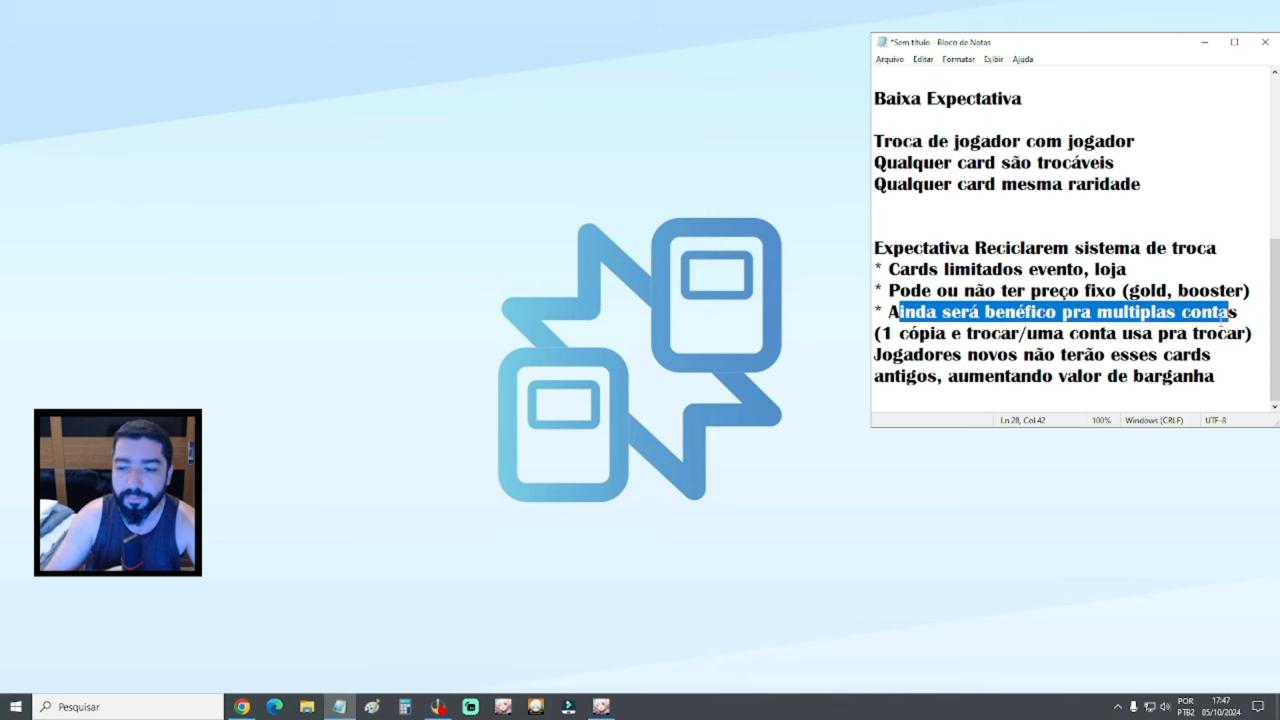 *Sem título - Bloco de Notas
Arquivo Editar Formatar Exibir Ajuda
Baixa Expectativa
Troca de jogador com jogador
Qualquer card são trocáveis
Qualquer card mesma raridade
Expectativa Reciclarem sistema de troca
* Cards limitados evento, loja
* Pode ou não ter preço fixo (gold, booster)
* Ainda será benéfico pra multiplas contas
(1 cópia e trocar/uma conta usa pra trocar)
Jogadores novos não terão esses cards
antigos, aumentando valor de barganha
Ln 28, Col 42 100% Windows (CRLF) UTF-8
Pesquisar
POR 17:47
PTB2 05/10/2024